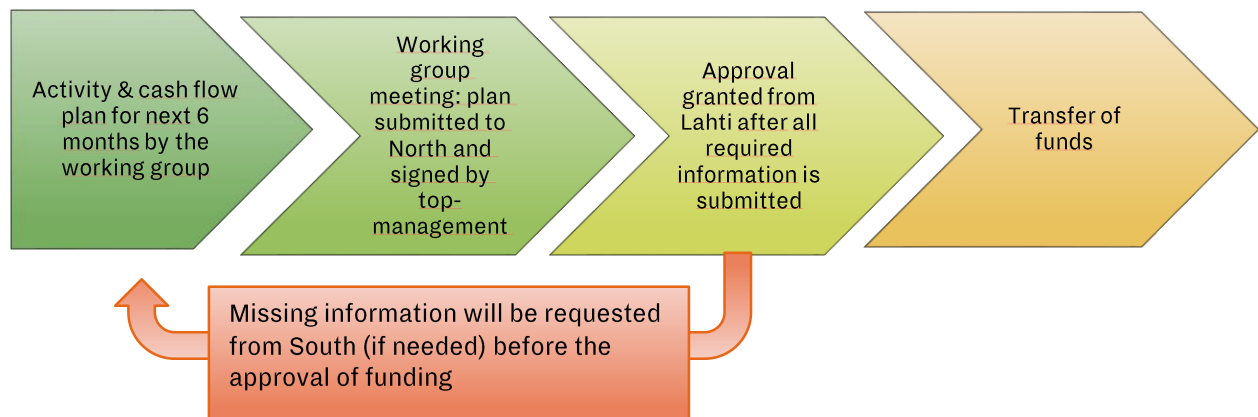 Activity & cash flow
plan for next 6
months by the
working group
Working
group
meeting: plan
submitted to
North and
signed by
top-
management
Approval
granted from
Lahti after all
required
information is
submitted
Transfer of
funds
Missing information will be requested
from South (if needed) before the
approval of funding